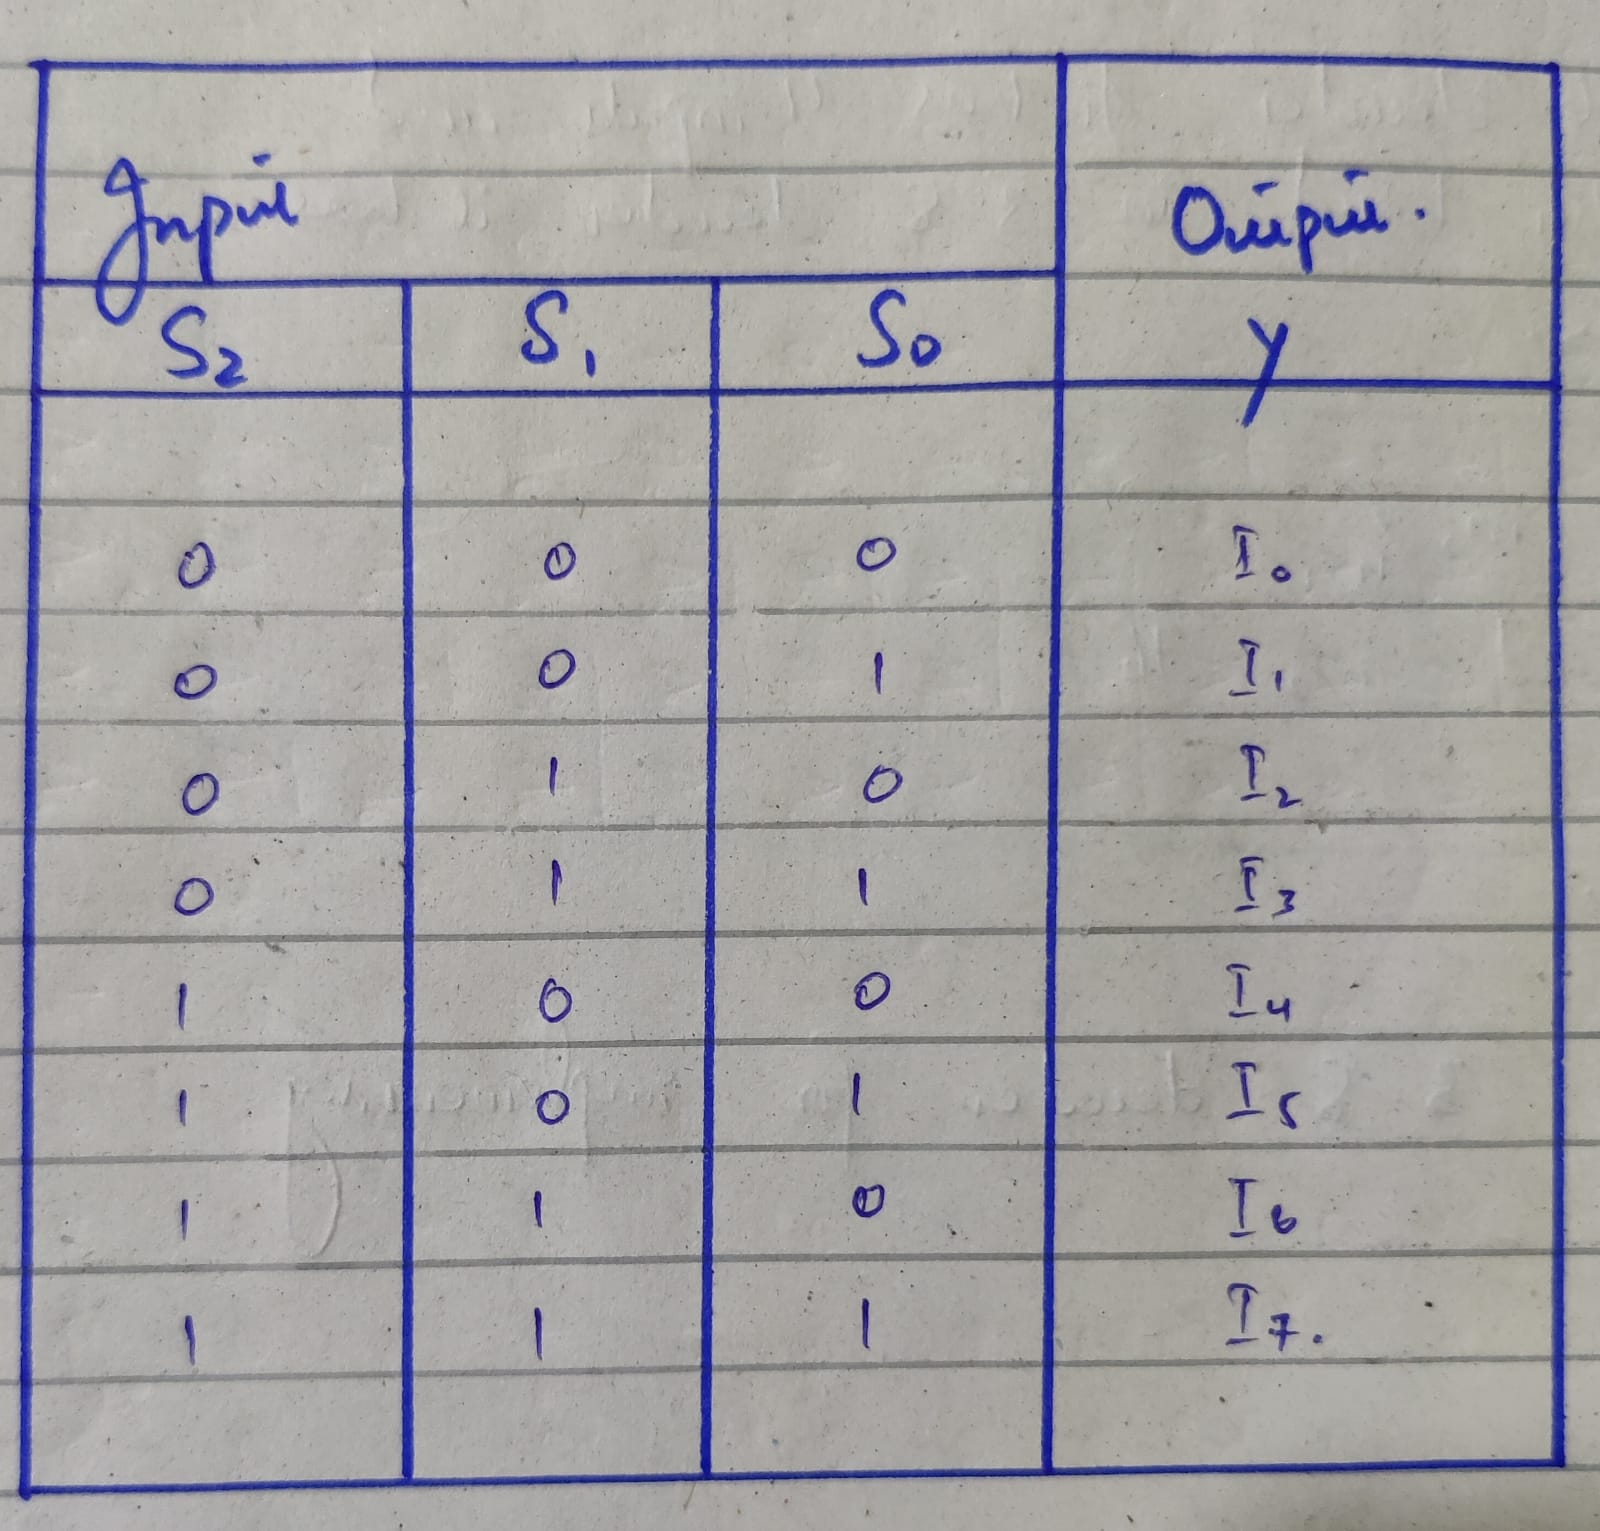 Input Output.
S2 S1 S0 Y
0 0 0 I0
0 0 1 I1
0 1 0 I2
0 1 1 I3
1 0 0 I4
1 0 1 I5
1 1 0 I6
1 1 1 I7.